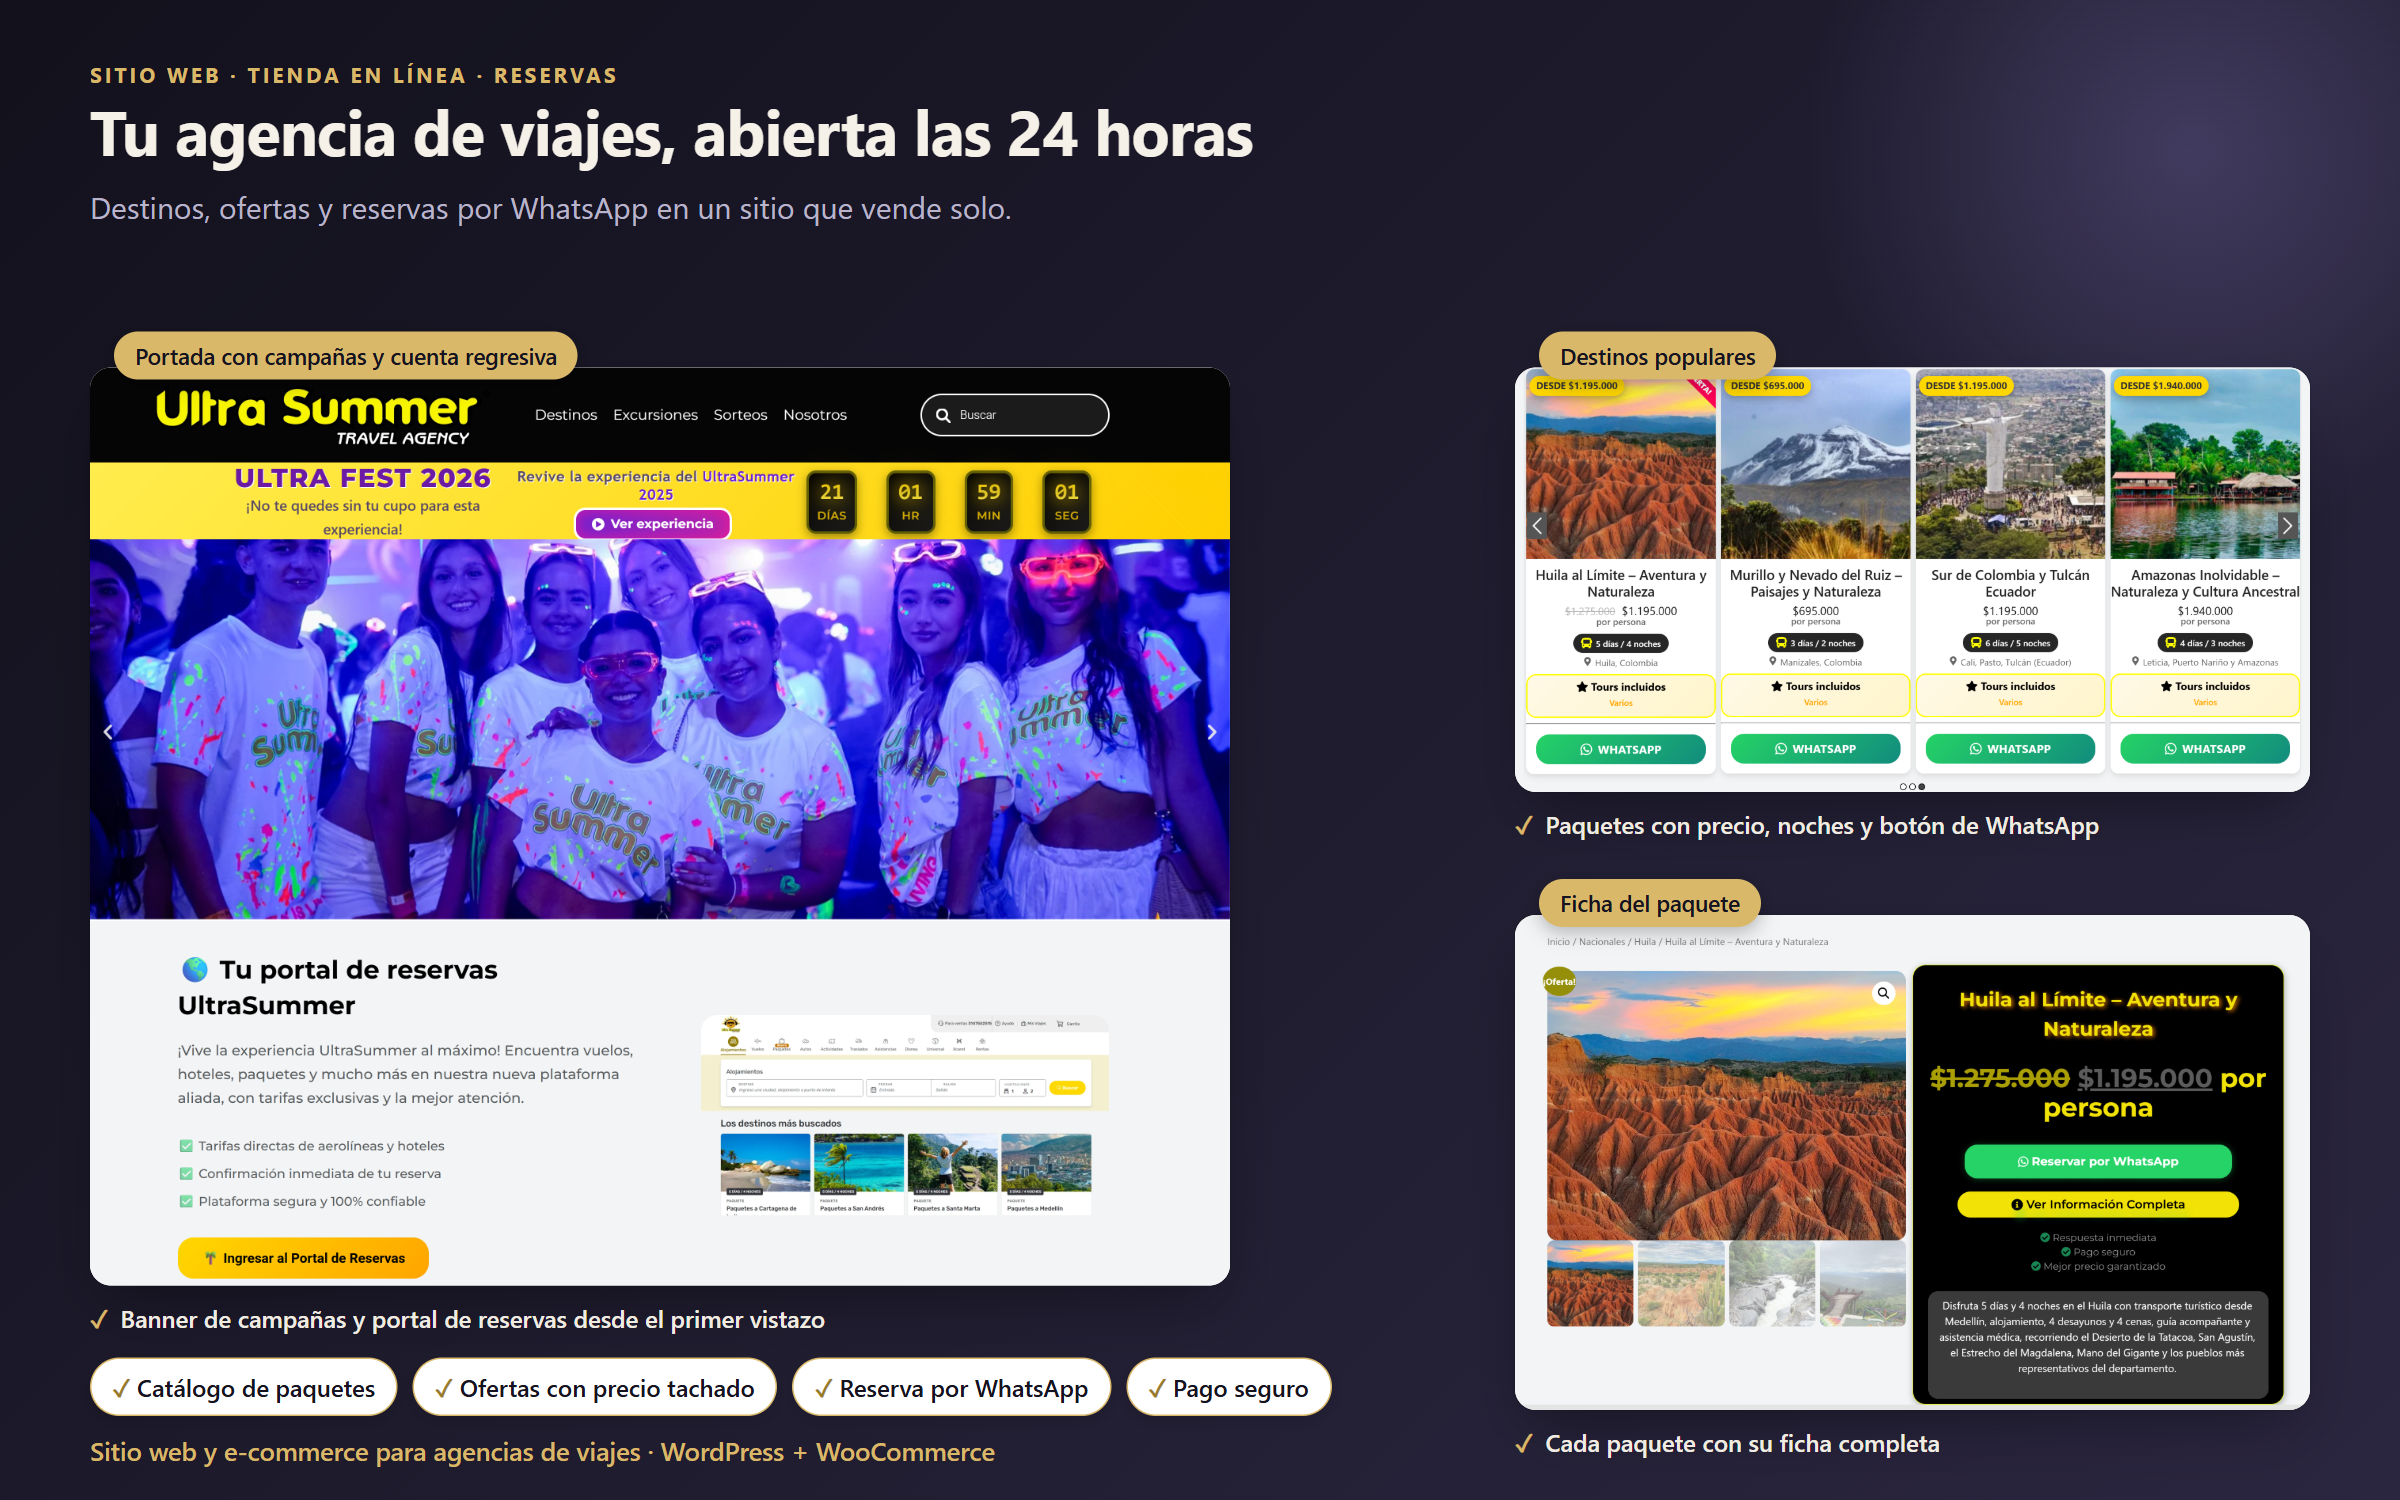 SITIO WEB · TIENDA EN LÍNEA · RESERVAS
Tu agencia de viajes, abierta las 24 horas
Destinos, ofertas y reservas por WhatsApp en un sitio que vende solo.
Portada con campañas y cuenta regresiva
Ultra Summer
TRAVEL AGENCY
Destinos Excursiones Sorteos Nosotros
Buscar
ULTRA FEST 2026
¡No te quedes sin tu cupo para esta
experiencia!
Revive la experiencia del UltraSummer
2025
Ver experiencia
21 01 59 01
DÍAS HR MIN SEG
Ultra
Summer
🌎 Tu portal de reservas
UltraSummer
¡Vive la experiencia UltraSummer al máximo! Encuentra vuelos,
hoteles, paquetes y mucho más en nuestra nueva plataforma
aliada, con tarifas exclusivas y la mejor atención.
✅ Tarifas directas de aerolíneas y hoteles
✅ Confirmación inmediata de tu reserva
✅ Plataforma segura y 100% confiable
🌴 Ingresar al Portal de Reservas
Alojamientos
Los destinos más buscados
Paquetes a Cartagena de
Paquetes a San Andrés
Paquetes a Santa Marta
Paquetes a Medellín
✓ Banner de campañas y portal de reservas desde el primer vistazo
✓ Catálogo de paquetes
✓ Ofertas con precio tachado
✓ Reserva por WhatsApp
✓ Pago seguro
Sitio web y e-commerce para agencias de viajes · WordPress + WooCommerce
Destinos populares
DESDE $1.195.000
Huila al Límite – Aventura y
Naturaleza
$1.275.000 $1.195.000
por persona
5 días / 4 noches
Huila, Colombia
★ Tours incluidos
Varios
WHATSAPP
DESDE $695.000
Murillo y Nevado del Ruiz –
Paisajes y Naturaleza
$695.000
por persona
3 días / 2 noches
Manizales, Colombia
★ Tours incluidos
Varios
WHATSAPP
DESDE $1.195.000
Sur de Colombia y Tulcán
Ecuador
$1.195.000
por persona
6 días / 5 noches
Cali, Pasto, Tulcán (Ecuador)
★ Tours incluidos
Varios
WHATSAPP
DESDE $1.940.000
Amazonas Inolvidable –
Naturaleza y Cultura Ancestral
$1.940.000
por persona
4 días / 3 noches
Leticia, Puerto Nariño y Amazonas
★ Tours incluidos
Varios
WHATSAPP
✓ Paquetes con precio, noches y botón de WhatsApp
Ficha del paquete
Inicio / Nacionales / Huila / Huila al Límite – Aventura y Naturaleza
¡Oferta!
Huila al Límite – Aventura y
Naturaleza
$1.275.000 $1.195.000 por
persona
Reservar por WhatsApp
Ver Información Completa
Respuesta inmediata
Pago seguro
Mejor precio garantizado
Disfruta 5 días y 4 noches en el Huila con transporte turístico desde
Medellín, alojamiento, 4 desayunos y 4 cenas, guía acompañante y
asistencia médica, recorriendo el Desierto de la Tatacoa, San Agustín,
el Estrecho del Magdalena, Mano del Gigante y los pueblos más
representativos del departamento.
✓ Cada paquete con su ficha completa